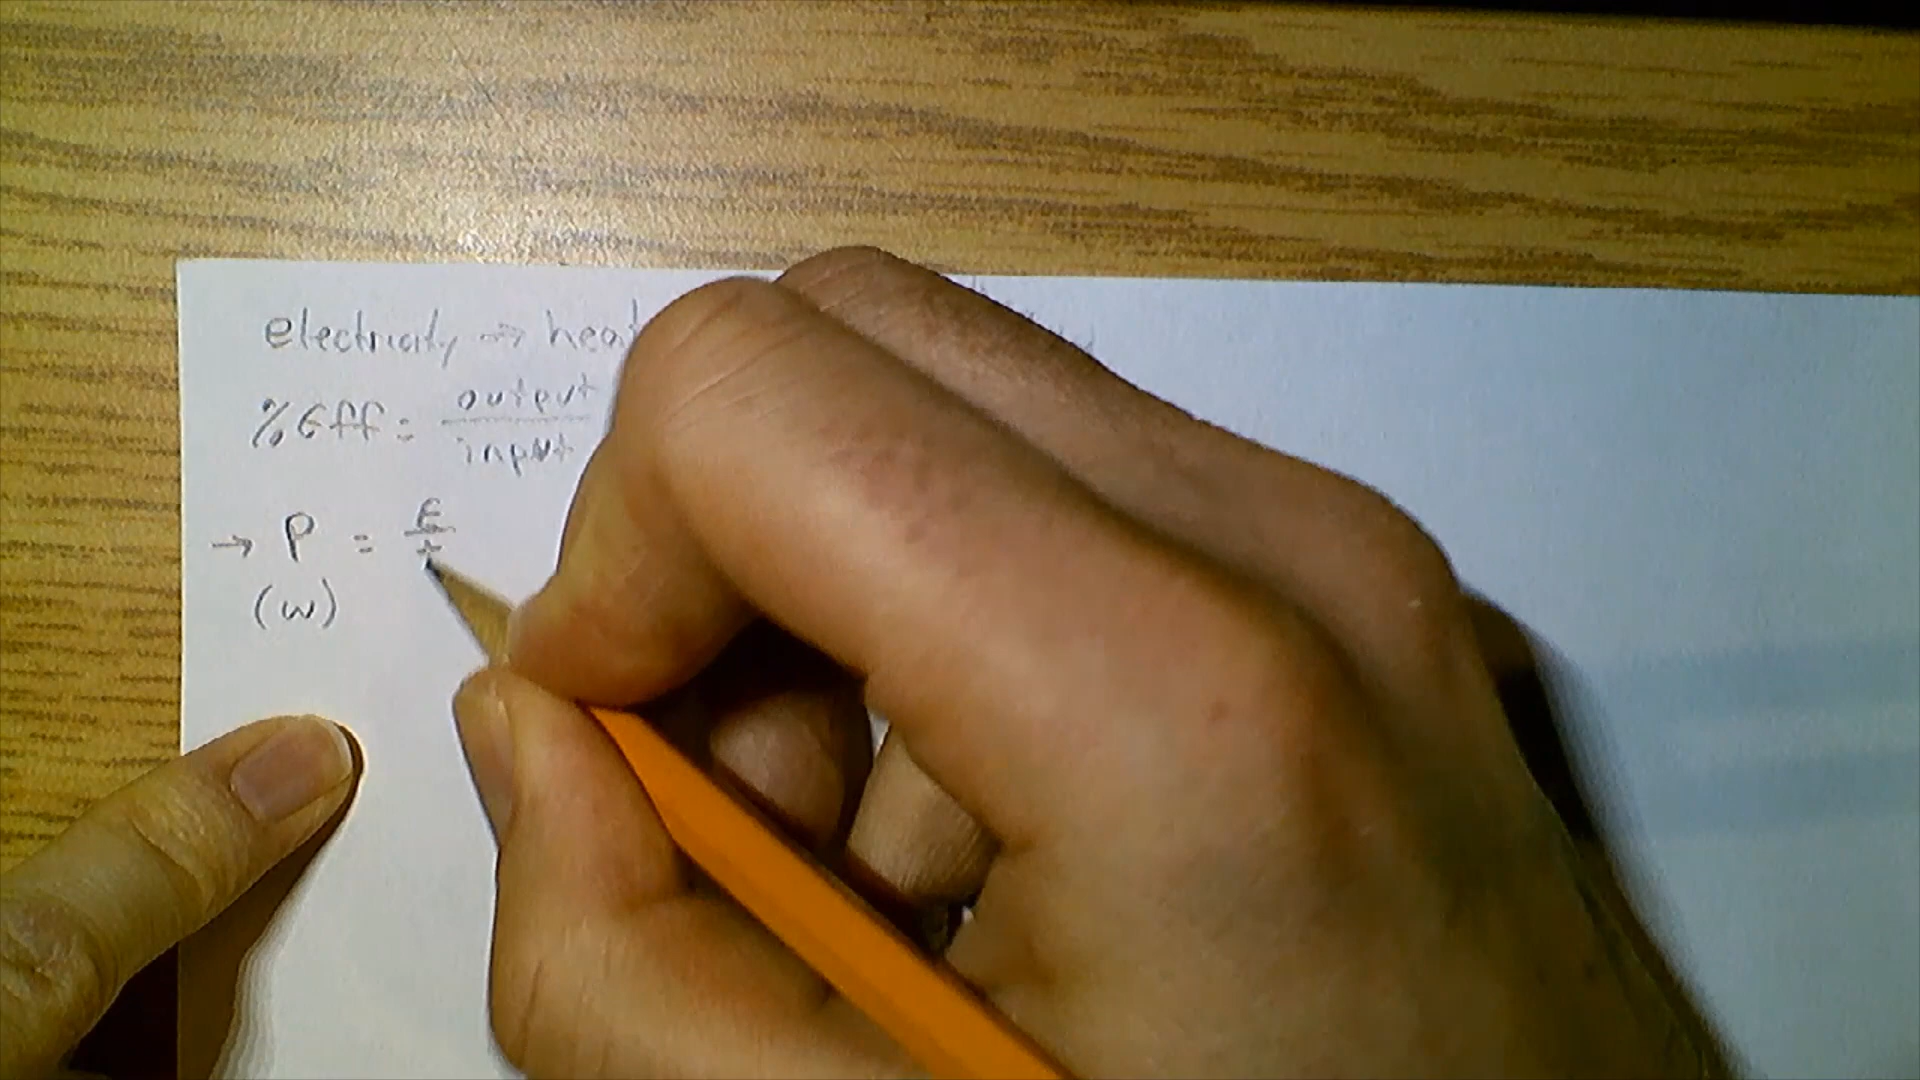 electricity → heat
%Eff = output
input
→ P = E
t
(W)